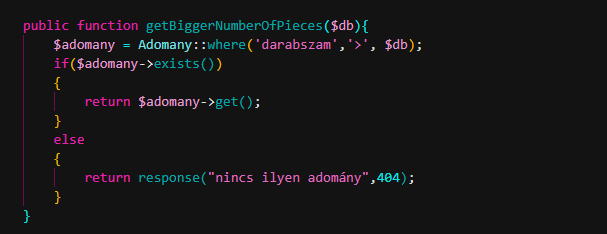 public function getBiggerNumberOfPieces($db){
$adomany = Adomany::where('darabszam','>', $db);
if($adomany->exists())
{
return $adomany->get();
}
else
{
return response("nincs ilyen adomány",404);
}
}